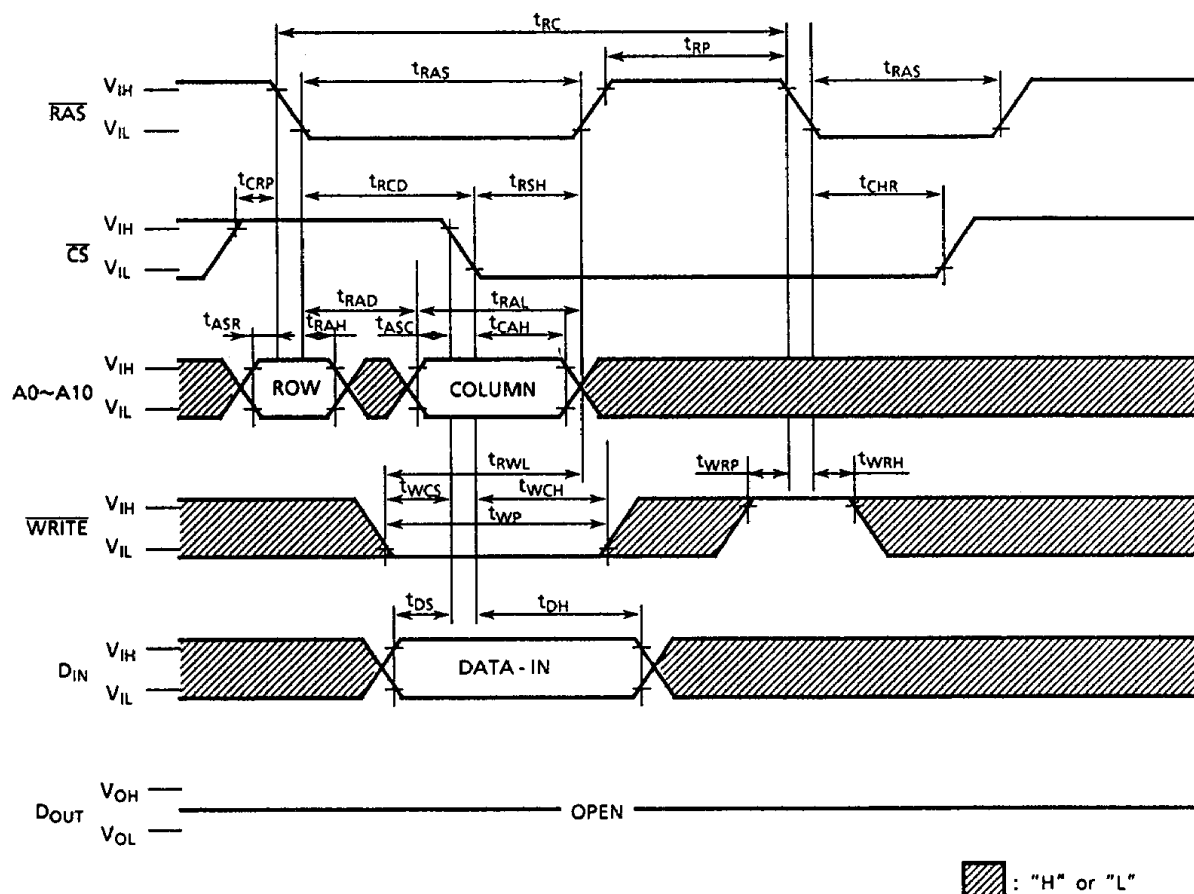 tRC
tRP
tRAS tRAS
VIH
RAS
VIL
tCRP tRCD tRSH tCHR
VIH
CS
VIL
tRAD tRAL
tASR tRAH tASC tCAH
VIH
A0~A10 ROW COLUMN
VIL
tRWL tWRP tWRH
tWCS tWCH
VIH
tWP
WRITE
VIL
tDS tDH
VIH
DIN DATA-IN
VIL
VOH
DOUT OPEN
VOL
: "H" or "L"